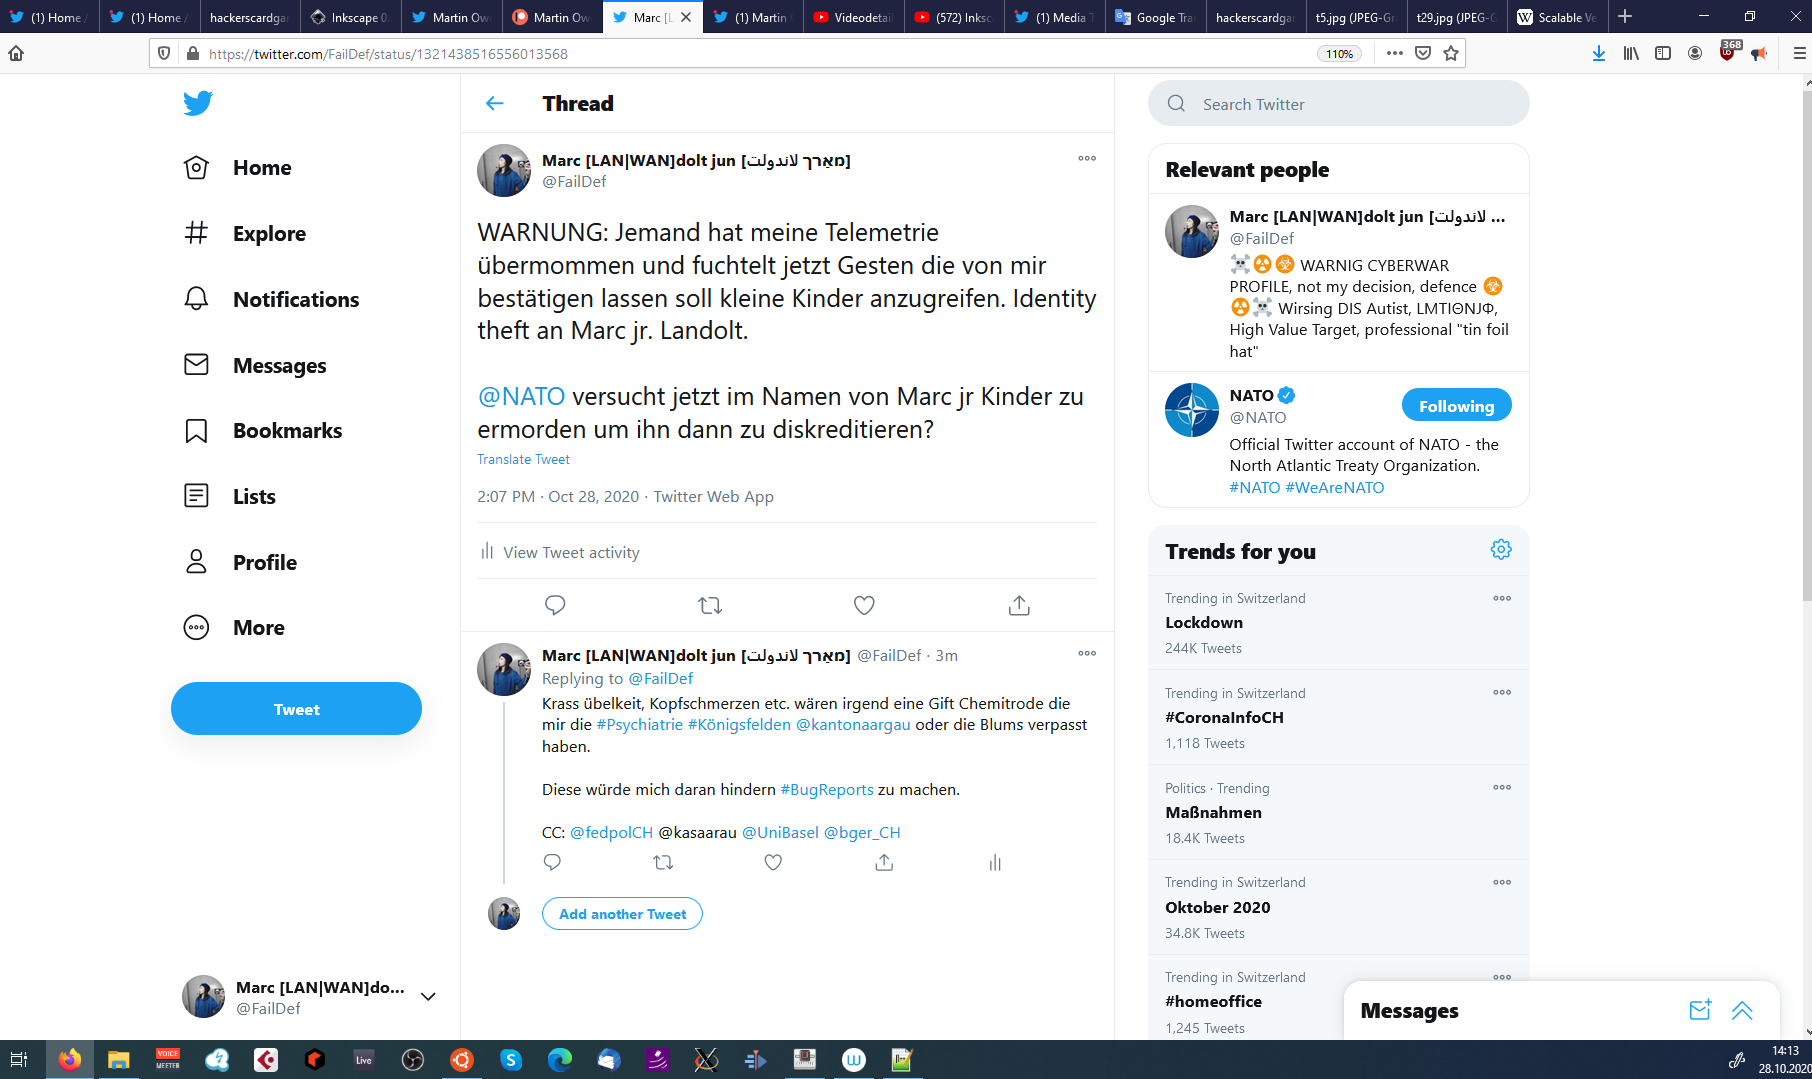 (1) Home /
(1) Home /
hackerscardga
Inkscape 0.
Martin Ow
Martin Ow
Marc [L
(1) Martin
Videodetai
(572) Inks
(1) Media T
Google Tra
hackerscardgar
t5.jpg (JPEG-Gr
t29.jpg (JPEG-G
Scalable Ve
https://twitter.com/FailDef/status/1321438516556013568
110%
368
Home
Explore
Notifications
Messages
Bookmarks
Lists
Profile
More
Tweet
Marc [LAN|WAN]do...
@FailDef
Thread
Marc [LAN|WAN]dolt jun [מאַרך لاندولت]
@FailDef
WARNUNG: Jemand hat meine Telemetrie
übermommen und fuchtelt jetzt Gesten die von mir
bestätigen lassen soll kleine Kinder anzugreifen. Identity
theft an Marc jr. Landolt.
@NATO versucht jetzt im Namen von Marc jr Kinder zu
ermorden um ihn dann zu diskreditieren?
Translate Tweet
2:07 PM · Oct 28, 2020 · Twitter Web App
View Tweet activity
Marc [LAN|WAN]dolt jun [מאַרך لاندولت] @FailDef · 3m
Replying to @FailDef
Krass übelkeit, Kopfschmerzen etc. wären irgend eine Gift Chemitrode die
mir die #Psychiatrie #Königsfelden @kantonaargau oder die Blums verpasst
haben.
Diese würde mich daran hindern #BugReports zu machen.
CC: @fedpolCH @kasaarau @UniBasel @bger_CH
Add another Tweet
Search Twitter
Relevant people
Marc [LAN|WAN]dolt jun [لاندولت ...
@FailDef
☠☢☣ WARNIG CYBERWAR
PROFILE, not my decision, defence ☣
☢☠ Wirsing DIS Autist, LMTIΘNJΦ,
High Value Target, professional "tin foil
hat"
NATO
@NATO
Following
Official Twitter account of NATO - the
North Atlantic Treaty Organization.
#NATO #WeAreNATO
Trends for you
Trending in Switzerland
Lockdown
244K Tweets
Trending in Switzerland
#CoronaInfoCH
1,118 Tweets
Politics · Trending
Maßnahmen
18.4K Tweets
Trending in Switzerland
Oktober 2020
34.8K Tweets
Trending in Switzerland
#homeoffice
1,245 Tweets
Messages
VOICE
MEETER
Live
14:13
28.10.2020